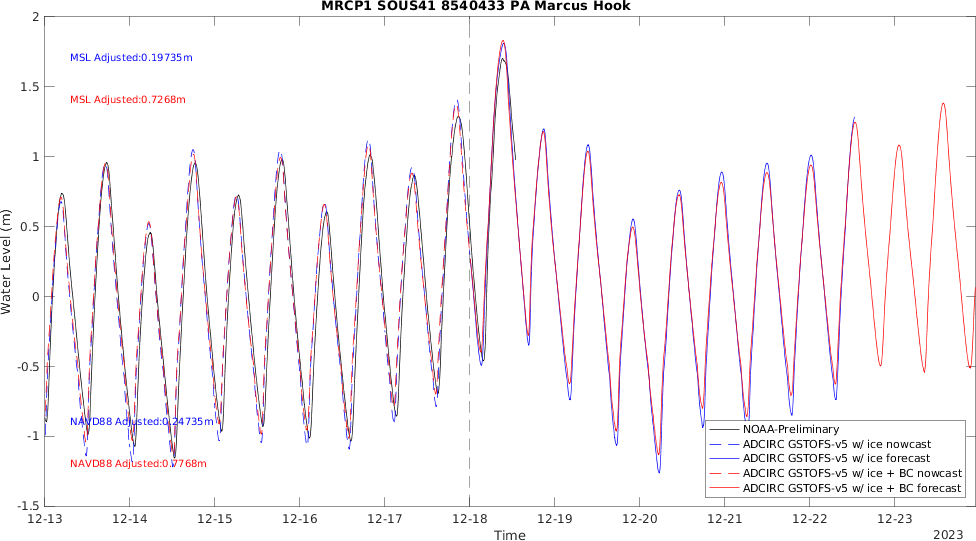 MRCP1 SOUS41 8540433 PA Marcus Hook
2
1.5
1
0.5
0
-0.5
-1
-1.5
Water Level (m)
MSL Adjusted:0.19735m
MSL Adjusted:0.7268m
NAVD88 Adjusted:0.24735m
NAVD88 Adjusted:0.7768m
NOAA-Preliminary
ADCIRC GSTOFS-v5 w/ ice nowcast
ADCIRC GSTOFS-v5 w/ ice forecast
ADCIRC GSTOFS-v5 w/ ice + BC nowcast
ADCIRC GSTOFS-v5 w/ ice + BC forecast
12-13 12-14 12-15 12-16 12-17 12-18 12-19 12-20 12-21 12-22 12-23
Time
2023